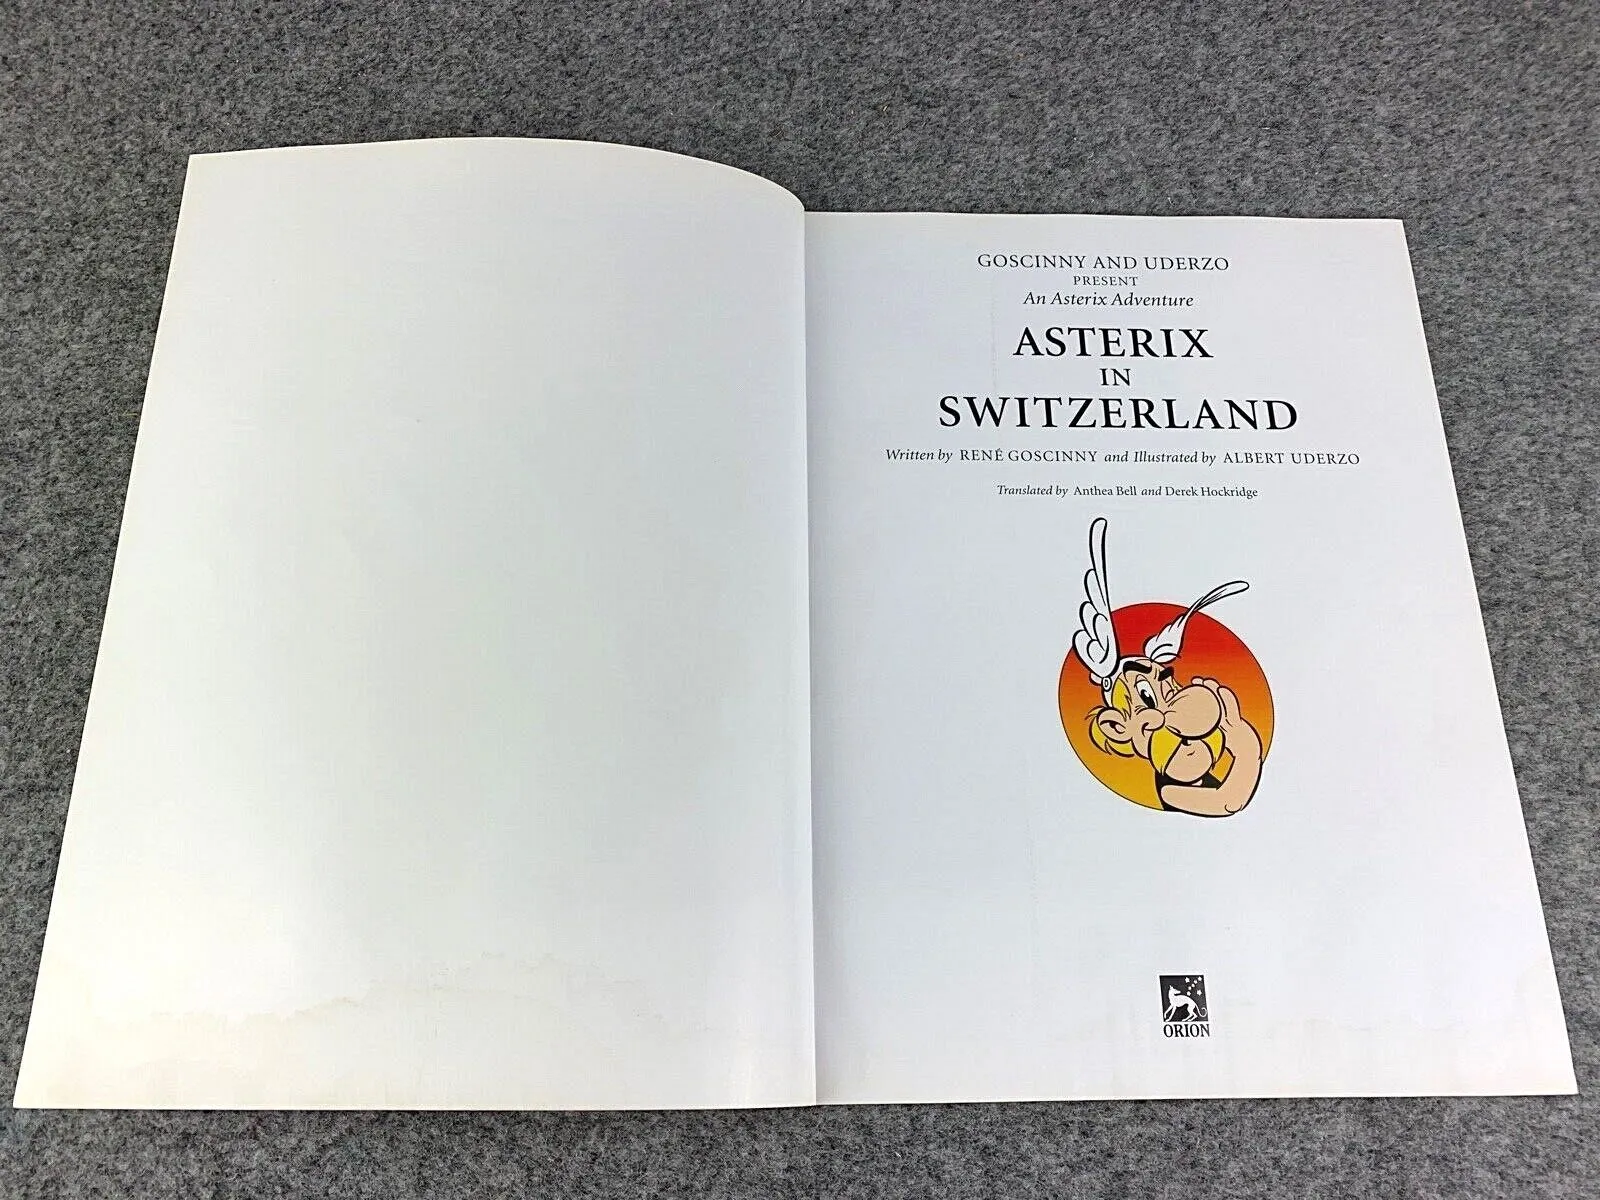 GOSCINNY AND UDERZO
PRESENT
An Asterix Adventure
ASTERIX
IN
SWITZERLAND
Written by RENÉ GOSCINNY and Illustrated by ALBERT UDERZO
Translated by Anthea Bell and Derek Hockridge
ORION